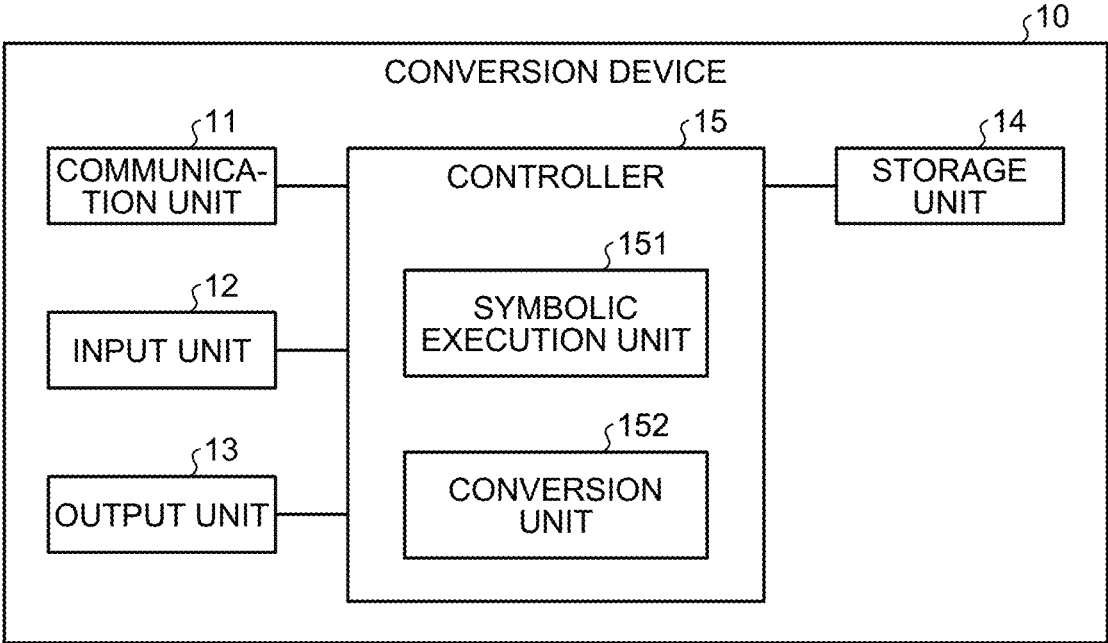 10
CONVERSION DEVICE
11
COMMUNICA-
TION UNIT
15
CONTROLLER
14
STORAGE
UNIT
151
SYMBOLIC
EXECUTION UNIT
12
INPUT UNIT
152
CONVERSION
UNIT
13
OUTPUT UNIT